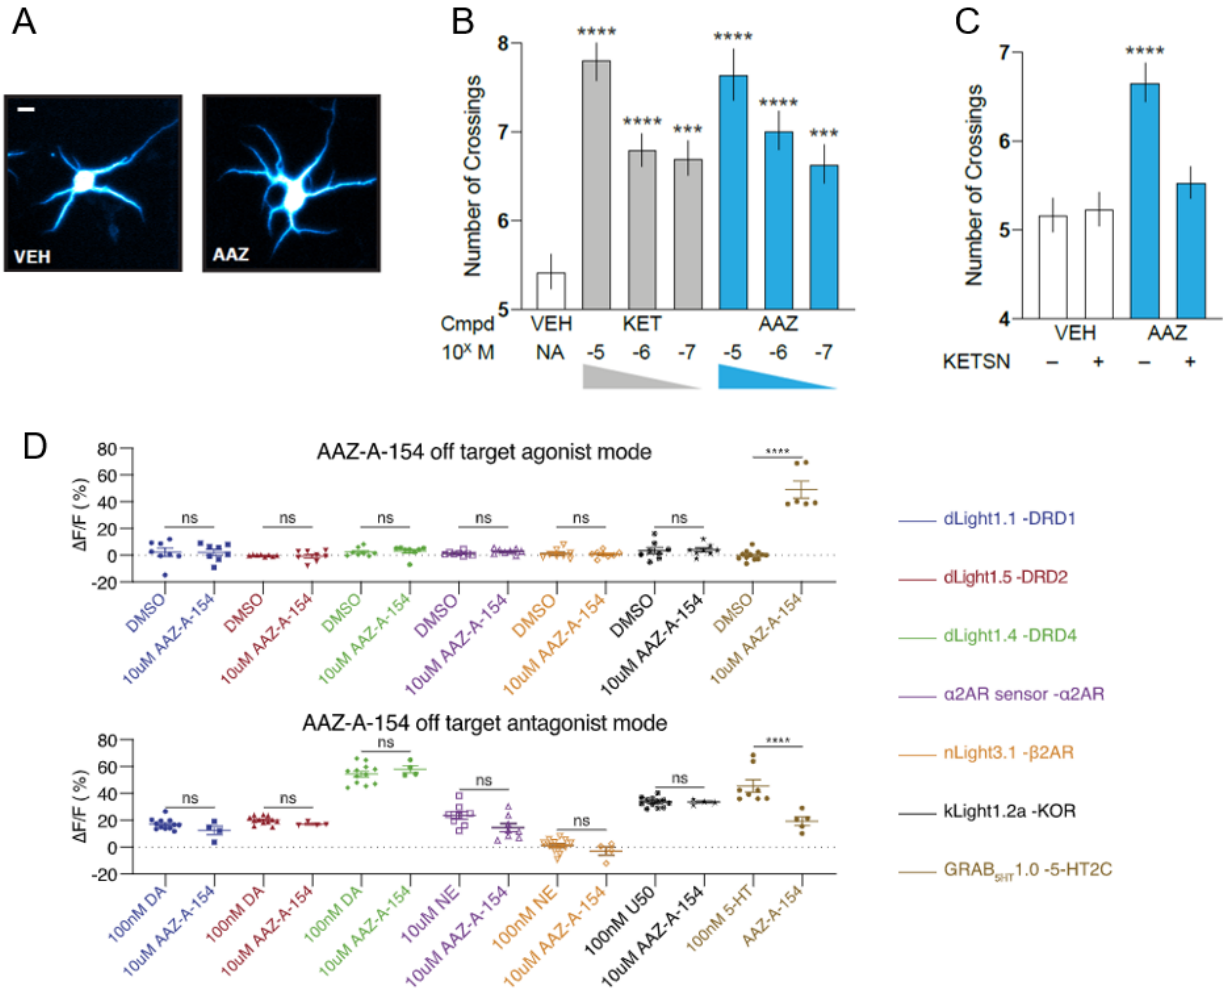 A
VEH
AAZ
B
Number of Crossings
8
7
6
5
****
****
***
****
****
***
Cmpd VEH KET AAZ
10ˣ M NA -5 -6 -7 -5 -6 -7
C
Number of Crossings
7
6
5
4
****
VEH AAZ
KETSN – + – +
D
AAZ-A-154 off target agonist mode
ΔF/F (%)
80
60
40
20
0
-20
ns ns ns ns ns ns ****
DMSO
10uM AAZ-A-154
DMSO
10uM AAZ-A-154
DMSO
10uM AAZ-A-154
DMSO
10uM AAZ-A-154
DMSO
10uM AAZ-A-154
DMSO
10uM AAZ-A-154
DMSO
10uM AAZ-A-154
AAZ-A-154 off target antagonist mode
ΔF/F (%)
80
60
40
20
0
-20
ns ns ns ns ns ns ****
100nM DA
10uM AAZ-A-154
100nM DA
10uM AAZ-A-154
100nM DA
10uM AAZ-A-154
10uM NE
10uM AAZ-A-154
100nM NE
10uM AAZ-A-154
100nM U50
10uM AAZ-A-154
100nM 5-HT
AAZ-A-154
dLight1.1 -DRD1
dLight1.5 -DRD2
dLight1.4 -DRD4
α2AR sensor -α2AR
nLight3.1 -β2AR
kLight1.2a -KOR
GRAB5HT1.0 -5-HT2C